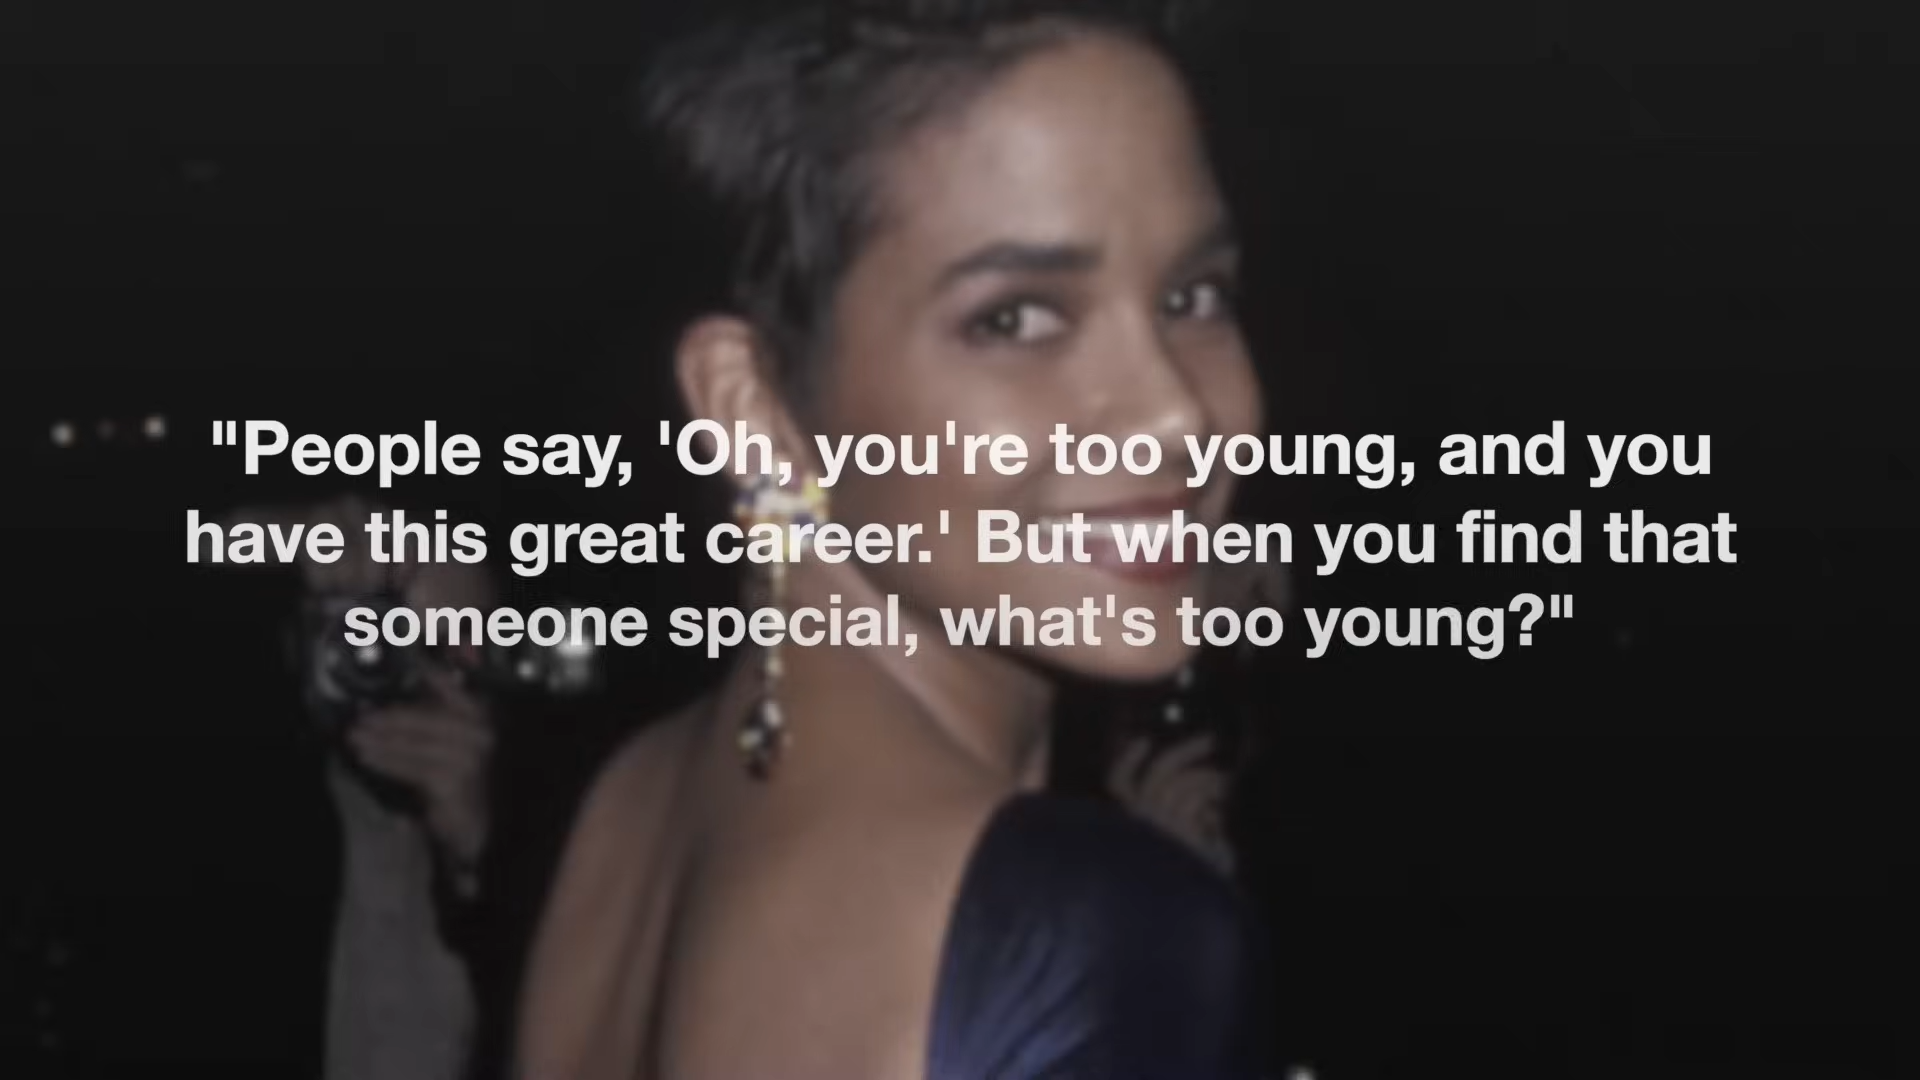 "People say, 'Oh, you're too young, and you
have this great career.' But when you find that
someone special, what's too young?"